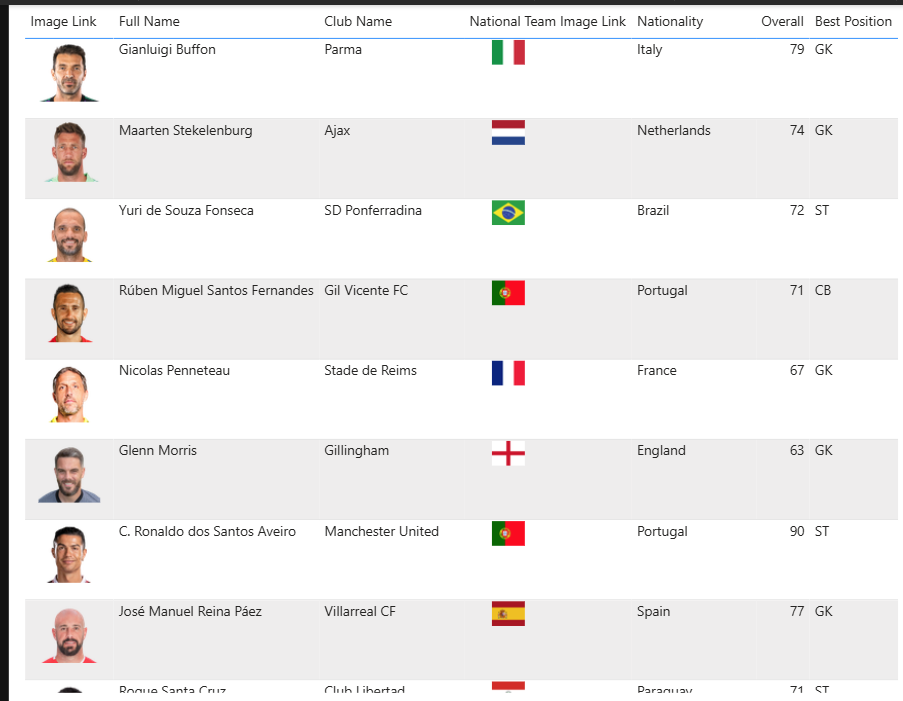 Image Link Full Name Club Name National Team Image Link Nationality Overall Best Position
Gianluigi Buffon Parma Italy 79 GK
Maarten Stekelenburg Ajax Netherlands 74 GK
Yuri de Souza Fonseca SD Ponferradina Brazil 72 ST
Rúben Miguel Santos Fernandes Gil Vicente FC Portugal 71 CB
Nicolas Penneteau Stade de Reims France 67 GK
Glenn Morris Gillingham England 63 GK
C. Ronaldo dos Santos Aveiro Manchester United Portugal 90 ST
José Manuel Reina Páez Villarreal CF Spain 77 GK
Roque Santa Cruz Club Libertad Paraguay 71 ST